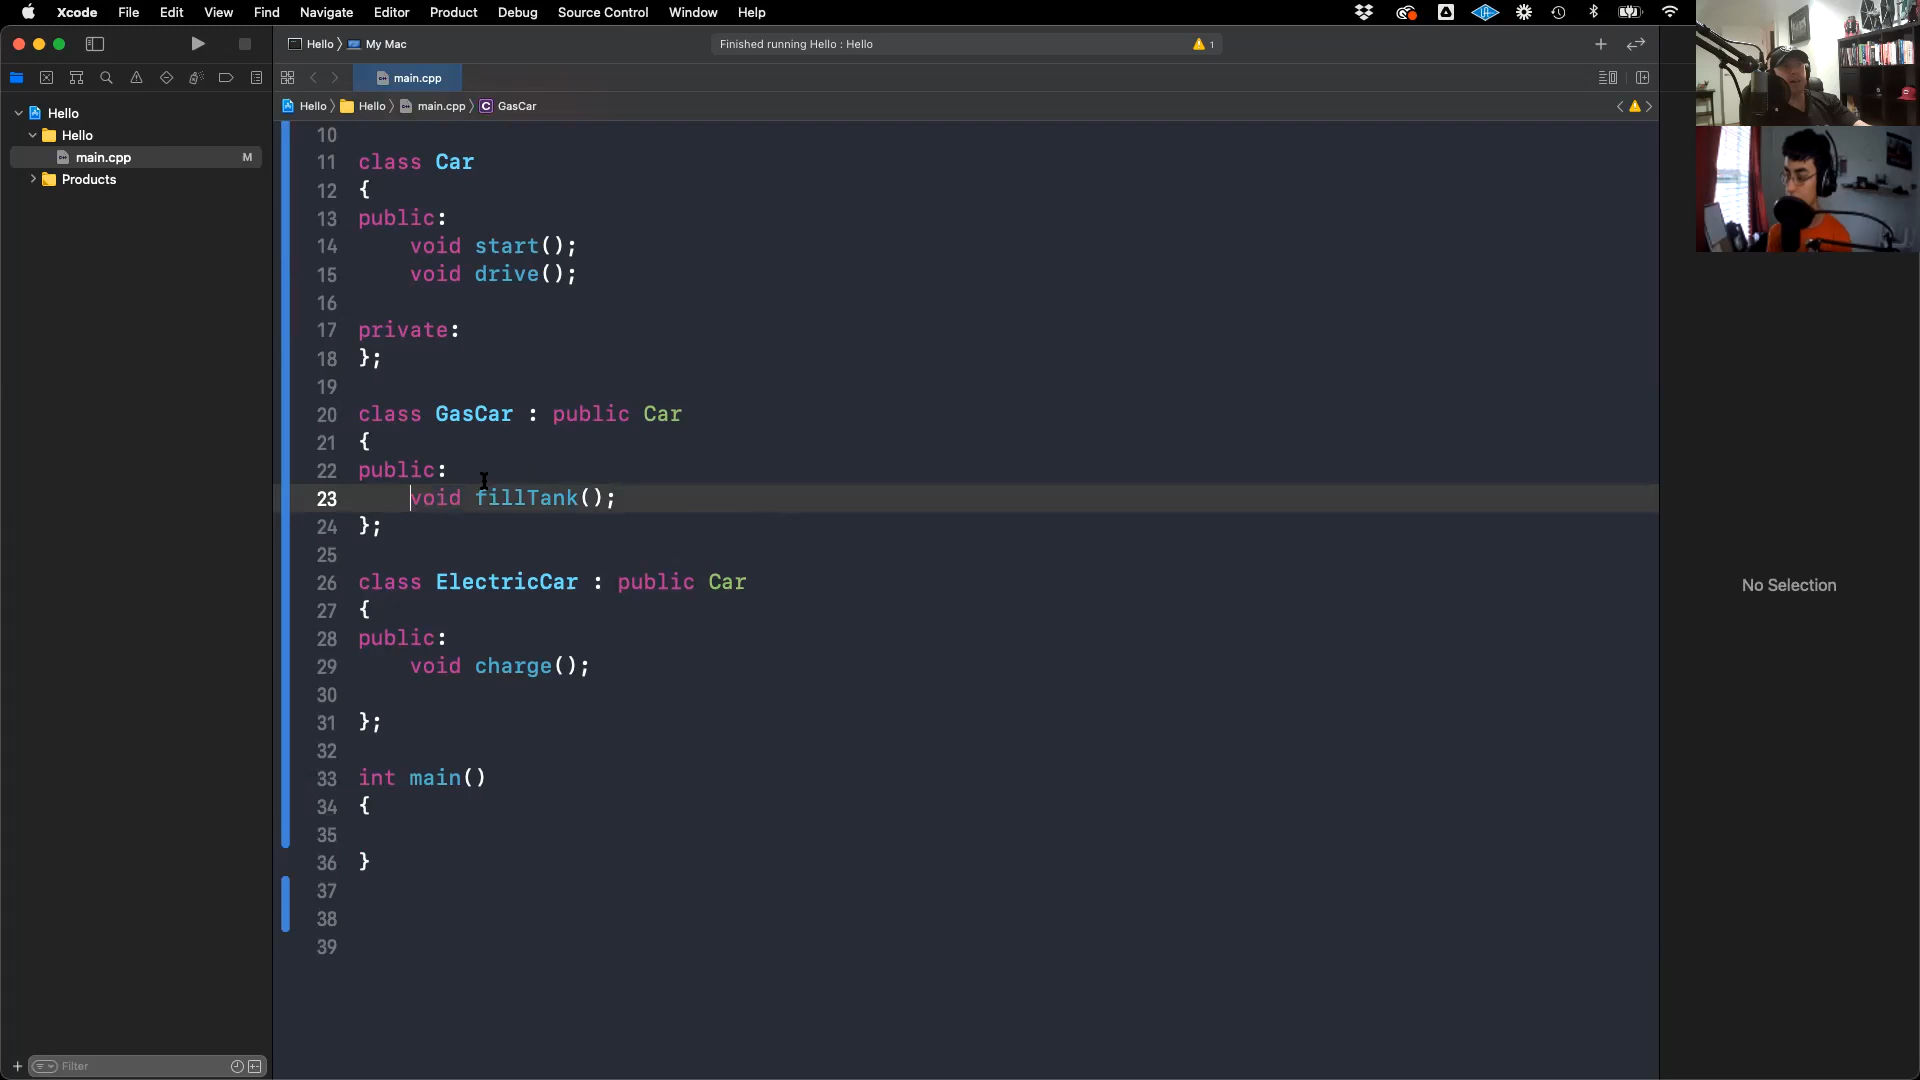 Xcode File Edit View Find Navigate Editor Product Debug Source Control Window Help
Hello My Mac Finished running Hello : Hello 1
main.cpp
Hello Hello main.cpp C GasCar
Hello
Hello
main.cpp M
Products
10
11 class Car
12 {
13 public:
14 void start();
15 void drive();
16
17 private:
18 };
19
20 class GasCar : public Car
21 {
22 public:
23 void fillTank();
24 };
25
26 class ElectricCar : public Car
27 {
28 public:
29 void charge();
30
31 };
32
33 int main()
34 {
35
36 }
37
38
39
No Selection
Filter